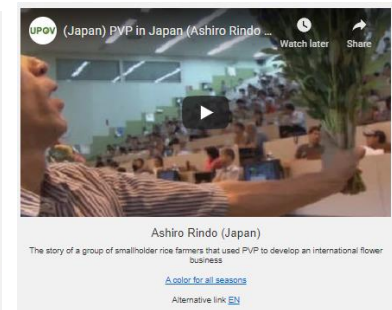 UPOV
(Japan) PVP in Japan (Ashiro Rindo ...
Watch later
Share
Ashiro Rindo (Japan)
The story of a group of smallholder rice farmers that used PVP to develop an international flower
business
A color for all seasons
Alternative link EN